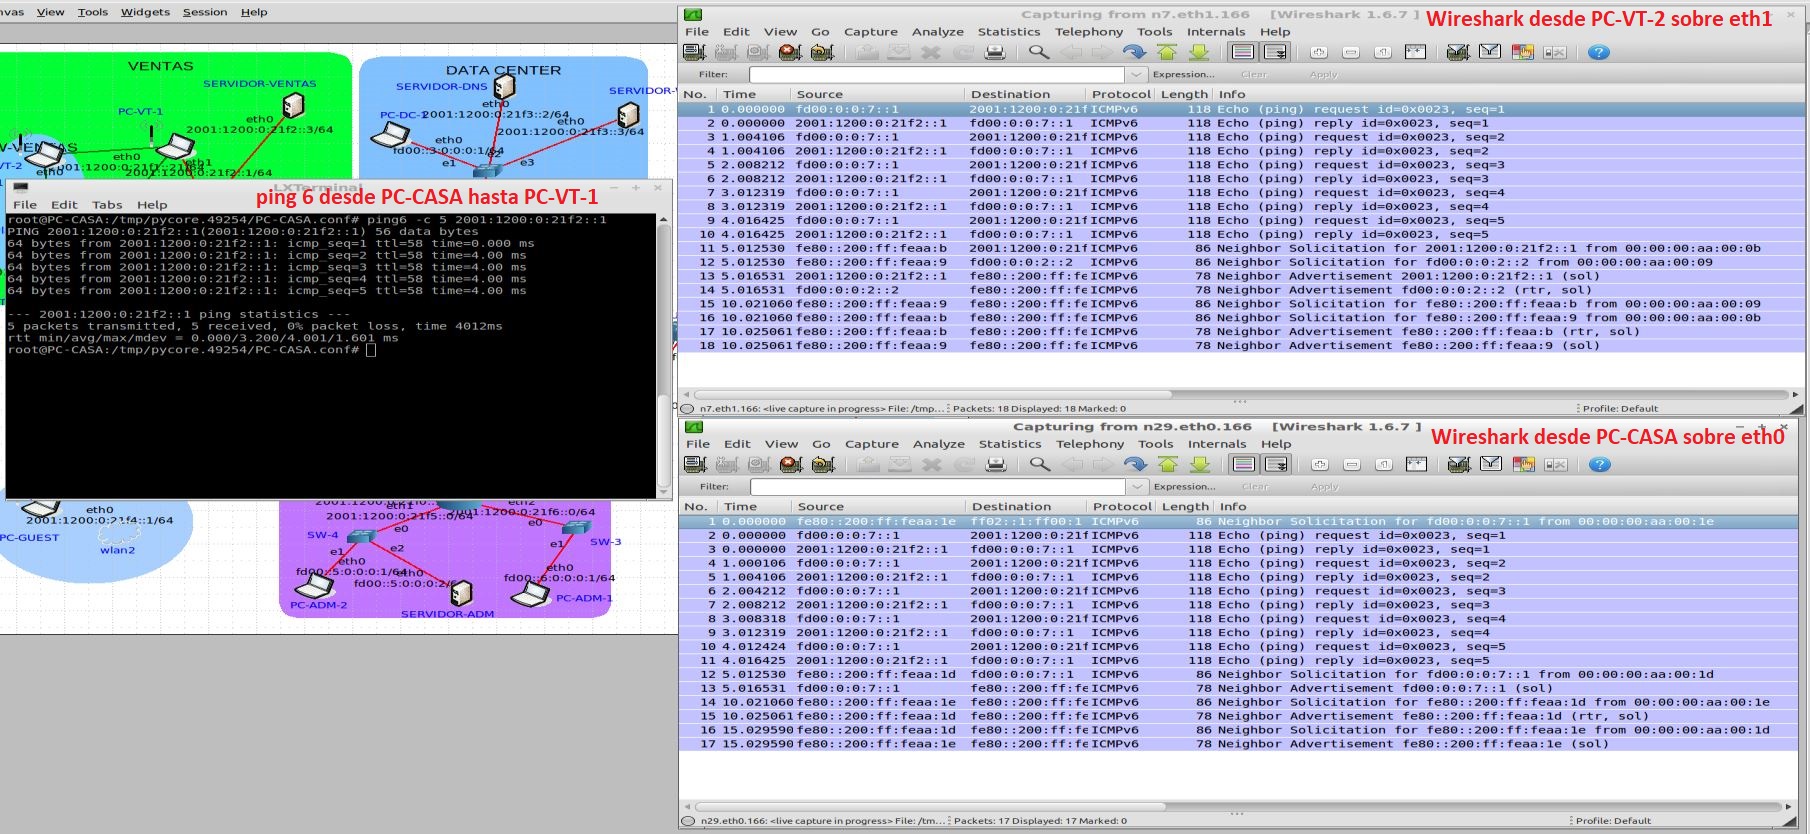 nvas View Tools Widgets Session Help
VENTAS
SERVIDOR-VENTAS
PC-VT-1
eth0
2001:1200:0:21f2::3/64
VT-2
eth0
eth0
2001:1200:0:21f2::1/64
DATA CENTER
SERVIDOR-DNS
eth0
SERVIDOR-
PC-DC-1
2001:1200:0:21f3::2/64
eth0
2001:1200:0:21f3::3/64
eth0
fd00::3:0:0:0:1/64
e1
e3
LXTerminal
ping 6 desde PC-CASA hasta PC-VT-1
File Edit Tabs Help
root@PC-CASA:/tmp/pycore.49254/PC-CASA.conf# ping6 -c 5 2001:1200:0:21f2::1
PING 2001:1200:0:21f2::1(2001:1200:0:21f2::1) 56 data bytes
64 bytes from 2001:1200:0:21f2::1: icmp_seq=1 ttl=58 time=0.000 ms
64 bytes from 2001:1200:0:21f2::1: icmp_seq=2 ttl=58 time=4.00 ms
64 bytes from 2001:1200:0:21f2::1: icmp_seq=3 ttl=58 time=4.00 ms
64 bytes from 2001:1200:0:21f2::1: icmp_seq=4 ttl=58 time=4.00 ms
64 bytes from 2001:1200:0:21f2::1: icmp_seq=5 ttl=58 time=4.00 ms
--- 2001:1200:0:21f2::1 ping statistics ---
5 packets transmitted, 5 received, 0% packet loss, time 4012ms
rtt min/avg/max/mdev = 0.000/3.200/4.001/1.601 ms
root@PC-CASA:/tmp/pycore.49254/PC-CASA.conf#
eth0
2001:1200:0:21f4::1/64
PC-GUEST
wlan2
eth1
eth2
2001:1200:0:21f5::0/64
2001:1200:0:21f6::0/64
e0
e0
SW-4
SW-3
e1
e2
e1
eth0
fd00::5:0:0:0:1/64
eth0
eth0
fd00::6:0:0:0:1/64
PC-ADM-2
SERVIDOR-ADM
PC-ADM-1
Capturing from n7.eth1.166 [Wireshark 1.6.7 ]
Wireshark desde PC-VT-2 sobre eth1
File Edit View Go Capture Analyze Statistics Telephony Tools Internals Help
Filter: Expression... Clear Apply
No. Time Source Destination Protocol Length Info
1 0.000000 fd00:0:0:7::1 2001:1200:0:21f ICMPv6 118 Echo (ping) request id=0x0023, seq=1
2 0.000000 2001:1200:0:21f2::1 fd00:0:0:7::1 ICMPv6 118 Echo (ping) reply id=0x0023, seq=1
3 1.004106 fd00:0:0:7::1 2001:1200:0:21f ICMPv6 118 Echo (ping) request id=0x0023, seq=2
4 1.004106 2001:1200:0:21f2::1 fd00:0:0:7::1 ICMPv6 118 Echo (ping) reply id=0x0023, seq=2
5 2.008212 fd00:0:0:7::1 2001:1200:0:21f ICMPv6 118 Echo (ping) request id=0x0023, seq=3
6 2.008212 2001:1200:0:21f2::1 fd00:0:0:7::1 ICMPv6 118 Echo (ping) reply id=0x0023, seq=3
7 3.012319 fd00:0:0:7::1 2001:1200:0:21f ICMPv6 118 Echo (ping) request id=0x0023, seq=4
8 3.012319 2001:1200:0:21f2::1 fd00:0:0:7::1 ICMPv6 118 Echo (ping) reply id=0x0023, seq=4
9 4.016425 fd00:0:0:7::1 2001:1200:0:21f ICMPv6 118 Echo (ping) request id=0x0023, seq=5
10 4.016425 2001:1200:0:21f2::1 fd00:0:0:7::1 ICMPv6 118 Echo (ping) reply id=0x0023, seq=5
11 5.012530 fe80::200:ff:feaa:b 2001:1200:0:21f ICMPv6 86 Neighbor Solicitation for 2001:1200:0:21f2::1 from 00:00:00:aa:00:0b
12 5.012530 fe80::200:ff:feaa:9 fd00:0:0:2::2 ICMPv6 86 Neighbor Solicitation for fd00:0:0:2::2 from 00:00:00:aa:00:09
13 5.016531 2001:1200:0:21f2::1 fe80::200:ff:fe ICMPv6 78 Neighbor Advertisement 2001:1200:0:21f2::1 (sol)
14 5.016531 fd00:0:0:2::2 fe80::200:ff:fe ICMPv6 78 Neighbor Advertisement fd00:0:0:2::2 (rtr, sol)
15 10.021060 fe80::200:ff:feaa:9 fe80::200:ff:fe ICMPv6 86 Neighbor Solicitation for fe80::200:ff:feaa:b from 00:00:00:aa:00:09
16 10.021060 fe80::200:ff:feaa:b fe80::200:ff:fe ICMPv6 86 Neighbor Solicitation for fe80::200:ff:feaa:9 from 00:00:00:aa:00:0b
17 10.025061 fe80::200:ff:feaa:b fe80::200:ff:fe ICMPv6 78 Neighbor Advertisement fe80::200:ff:feaa:b (rtr, sol)
18 10.025061 fe80::200:ff:feaa:9 fe80::200:ff:fe ICMPv6 78 Neighbor Advertisement fe80::200:ff:feaa:9 (sol)
n7.eth1.166: <live capture in progress> File: /tmp... Packets: 18 Displayed: 18 Marked: 0 Profile: Default
Capturing from n29.eth0.166 [Wireshark 1.6.7 ]
Wireshark desde PC-CASA sobre eth0
File Edit View Go Capture Analyze Statistics Telephony Tools Internals Help
Filter: Expression... Clear Apply
No. Time Source Destination Protocol Length Info
1 0.000000 fe80::200:ff:feaa:1e ff02::1:ff00:1 ICMPv6 86 Neighbor Solicitation for fd00:0:0:7::1 from 00:00:00:aa:00:1e
2 0.000000 fd00:0:0:7::1 2001:1200:0:21f ICMPv6 118 Echo (ping) request id=0x0023, seq=1
3 0.000000 2001:1200:0:21f2::1 fd00:0:0:7::1 ICMPv6 118 Echo (ping) reply id=0x0023, seq=1
4 1.000106 fd00:0:0:7::1 2001:1200:0:21f ICMPv6 118 Echo (ping) request id=0x0023, seq=2
5 1.004106 2001:1200:0:21f2::1 fd00:0:0:7::1 ICMPv6 118 Echo (ping) reply id=0x0023, seq=2
6 2.004212 fd00:0:0:7::1 2001:1200:0:21f ICMPv6 118 Echo (ping) request id=0x0023, seq=3
7 2.008212 2001:1200:0:21f2::1 fd00:0:0:7::1 ICMPv6 118 Echo (ping) reply id=0x0023, seq=3
8 3.008318 fd00:0:0:7::1 2001:1200:0:21f ICMPv6 118 Echo (ping) request id=0x0023, seq=4
9 3.012319 2001:1200:0:21f2::1 fd00:0:0:7::1 ICMPv6 118 Echo (ping) reply id=0x0023, seq=4
10 4.012424 fd00:0:0:7::1 2001:1200:0:21f ICMPv6 118 Echo (ping) request id=0x0023, seq=5
11 4.016425 2001:1200:0:21f2::1 fd00:0:0:7::1 ICMPv6 118 Echo (ping) reply id=0x0023, seq=5
12 5.012530 fe80::200:ff:feaa:1d fd00:0:0:7::1 ICMPv6 86 Neighbor Solicitation for fd00:0:0:7::1 from 00:00:00:aa:00:1d
13 5.016531 fd00:0:0:7::1 fe80::200:ff:fe ICMPv6 78 Neighbor Advertisement fd00:0:0:7::1 (sol)
14 10.021060 fe80::200:ff:feaa:1e fe80::200:ff:fe ICMPv6 86 Neighbor Solicitation for fe80::200:ff:feaa:1d from 00:00:00:aa:00:1e
15 10.025061 fe80::200:ff:feaa:1d fe80::200:ff:fe ICMPv6 78 Neighbor Advertisement fe80::200:ff:feaa:1d (rtr, sol)
16 15.029590 fe80::200:ff:feaa:1d fe80::200:ff:fe ICMPv6 86 Neighbor Solicitation for fe80::200:ff:feaa:1e from 00:00:00:aa:00:1d
17 15.029590 fe80::200:ff:feaa:1e fe80::200:ff:fe ICMPv6 78 Neighbor Advertisement fe80::200:ff:feaa:1e (sol)
n29.eth0.166: <live capture in progress> File: /tm... Packets: 17 Displayed: 17 Marked: 0 Profile: Default